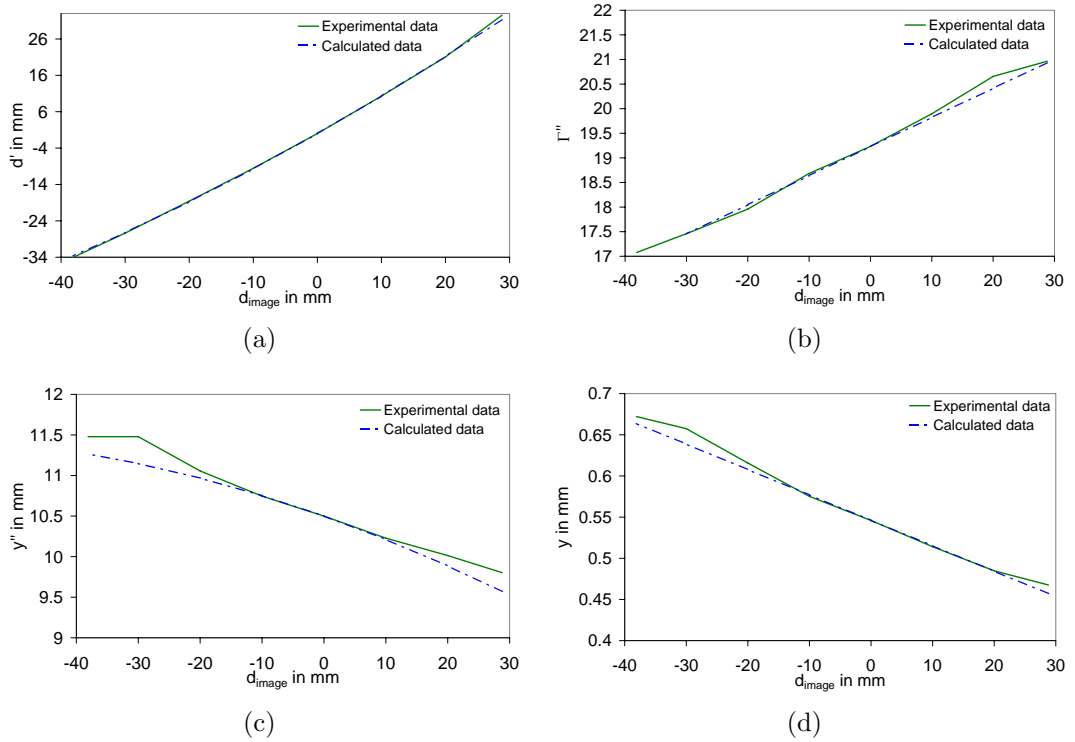 Experimental data
Calculated data
26
16
6
-4
-14
-24
-34
-40 -30 -20 -10 0 10 20 30
d' in mm
d_image in mm
(a)
Experimental data
Calculated data
22
21.5
21
20.5
20
19.5
19
18.5
18
17.5
17
-40 -30 -20 -10 0 10 20 30
Γ''
d_image in mm
(b)
Experimental data
Calculated data
12
11.5
11
10.5
10
9.5
9
-40 -30 -20 -10 0 10 20 30
y'' in mm
d_image in mm
(c)
Experimental data
Calculated data
0.7
0.65
0.6
0.55
0.5
0.45
0.4
-40 -30 -20 -10 0 10 20 30
y in mm
d_image in mm
(d)